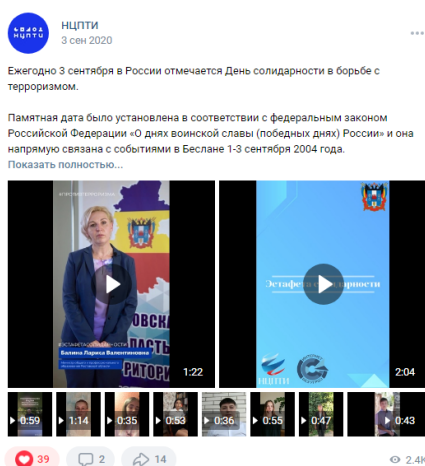 НЦПТИ
3 сен 2020
Ежегодно 3 сентября в России отмечается День солидарности в борьбе с
терроризмом.
Памятная дата было установлена в соответствии с федеральным законом
Российской Федерации «О днях воинской славы (победных днях) России» и она
напрямую связана с событиями в Беслане 1-3 сентября 2004 года.
Показать полностью...
#ЭСТАФЕТАСОЛИДАРНОСТИ
Балина Лариса Валентиновна
1:22
Эстафета солидарности
НЦПТИ
2:04
0:59
1:14
0:35
0:53
0:36
0:55
0:47
0:43
39
2
14
2.4K